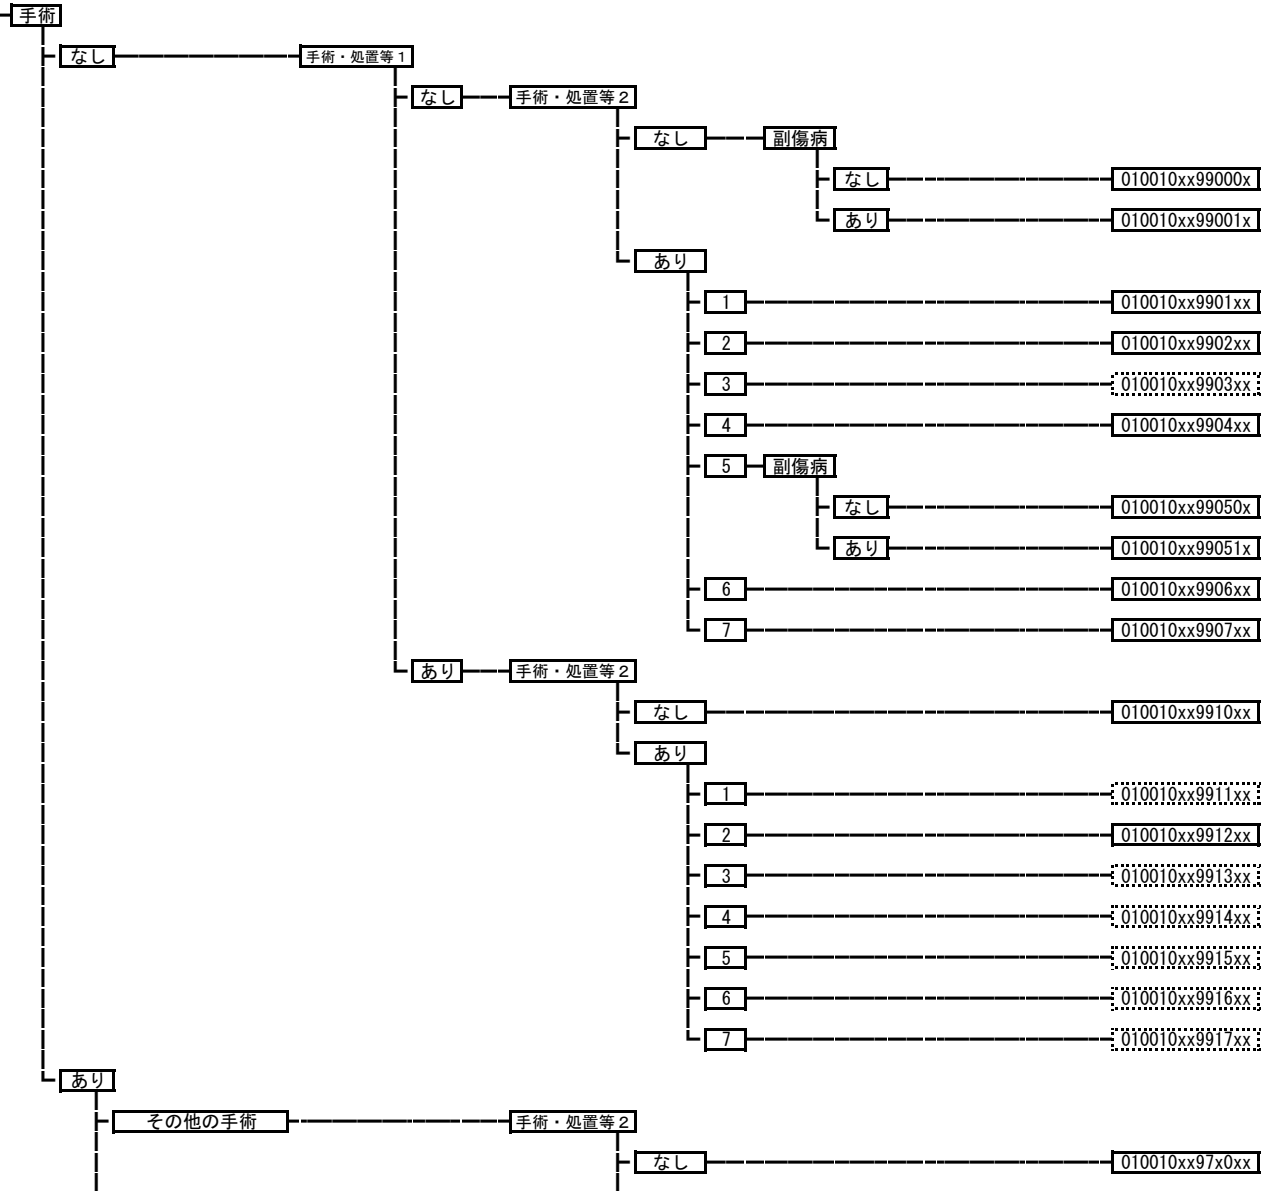 手術
なし 手術・処置等1
なし 手術・処置等2
なし 副傷病
なし 010010xx99000x
あり 010010xx99001x
あり
1 010010xx9901xx
2 010010xx9902xx
3 010010xx9903xx
4 010010xx9904xx
5 副傷病
なし 010010xx99050x
あり 010010xx99051x
6 010010xx9906xx
7 010010xx9907xx
あり 手術・処置等2
なし 010010xx9910xx
あり
1 010010xx9911xx
2 010010xx9912xx
3 010010xx9913xx
4 010010xx9914xx
5 010010xx9915xx
6 010010xx9916xx
7 010010xx9917xx
あり
その他の手術 手術・処置等2
なし 010010xx97x0xx